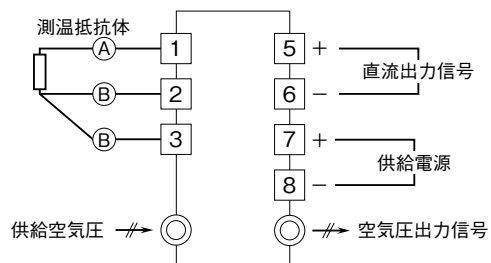 測温抵抗体
A 1 5 +
直流出力信号
B 2 6 −
B 3 7 +
供給電源
8 −
供給空気圧 空気圧出力信号